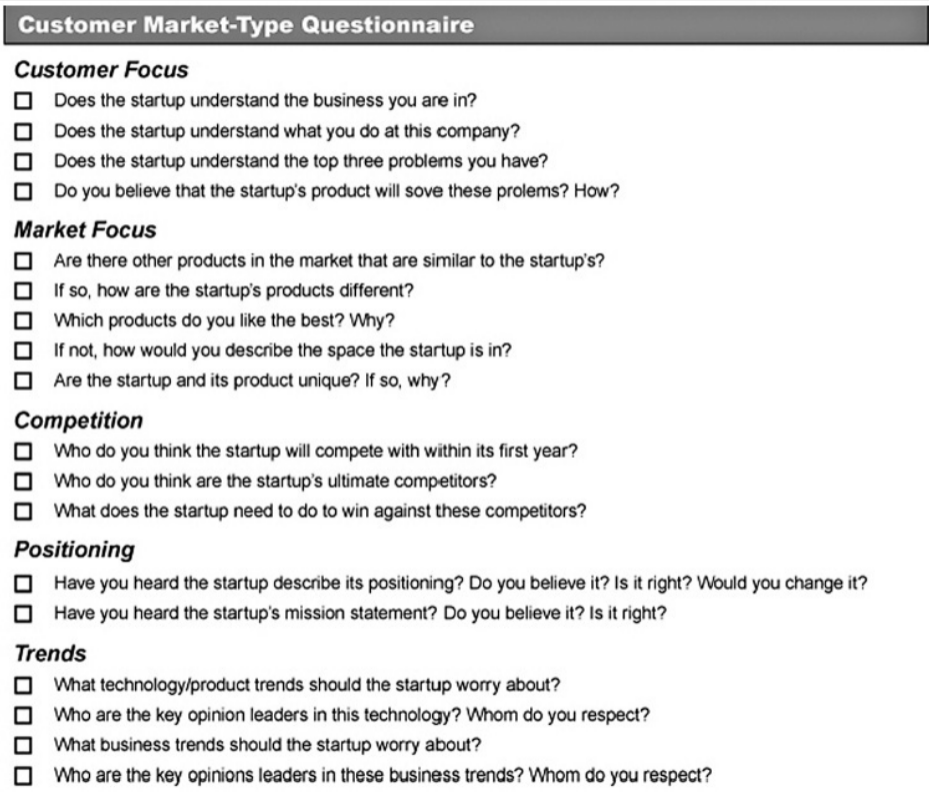 Customer Market-Type Questionnaire
Customer Focus
Does the startup understand the business you are in?
Does the startup understand what you do at this company?
Does the startup understand the top three problems you have?
Do you believe that the startup's product will sove these prolems? How?
Market Focus
Are there other products in the market that are similar to the startup's?
If so, how are the startup's products different?
Which products do you like the best? Why?
If not, how would you describe the space the startup is in?
Are the startup and its product unique? If so, why?
Competition
Who do you think the startup will compete with within its first year?
Who do you think are the startup's ultimate competitors?
What does the startup need to do to win against these competitors?
Positioning
Have you heard the startup describe its positioning? Do you believe it? Is it right? Would you change it?
Have you heard the startup's mission statement? Do you believe it? Is it right?
Trends
What technology/product trends should the startup worry about?
Who are the key opinion leaders in this technology? Whom do you respect?
What business trends should the startup worry about?
Who are the key opinions leaders in these business trends? Whom do you respect?